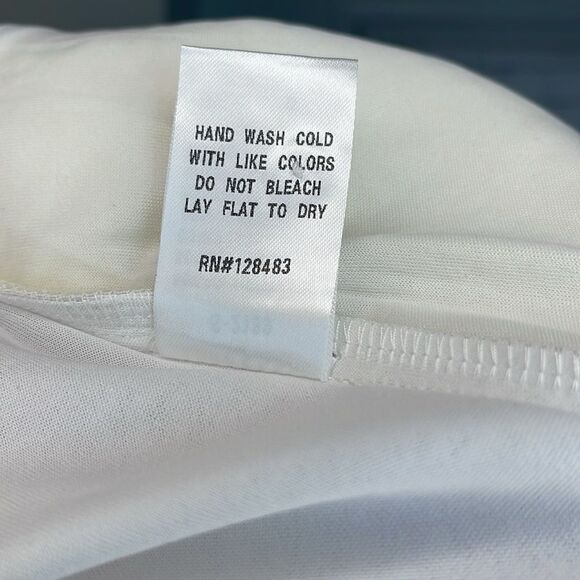 HAND WASH COLD
WITH LIKE COLORS
DO NOT BLEACH
LAY FLAT TO DRY
RN#128483